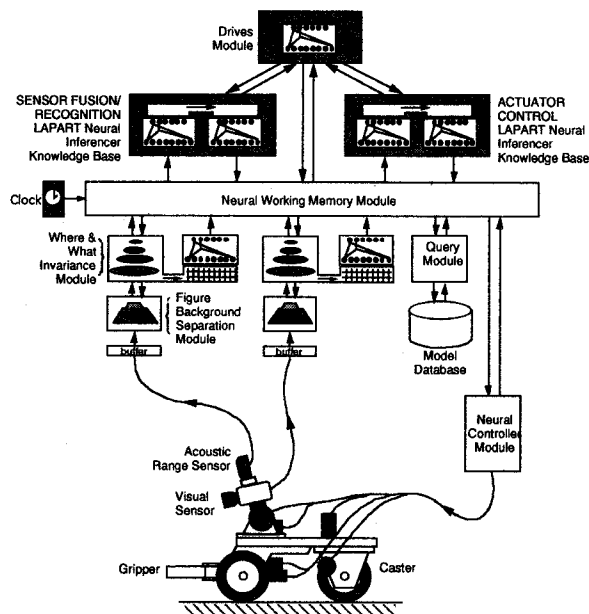 Drives
Module
SENSOR FUSION/
RECOGNITION
LAPART Neural
Inferencer
Knowledge Base
ACTUATOR
CONTROL
LAPART Neural
Inferencer
Knowledge Base
Clock
Neural Working Memory Module
Where &
What
Invariance
Module
Query
Module
Figure
Background
Separation
Module
buffer
buffer
Model
Database
Neural
Controller
Module
Acoustic
Range Sensor
Visual
Sensor
Gripper
Caster